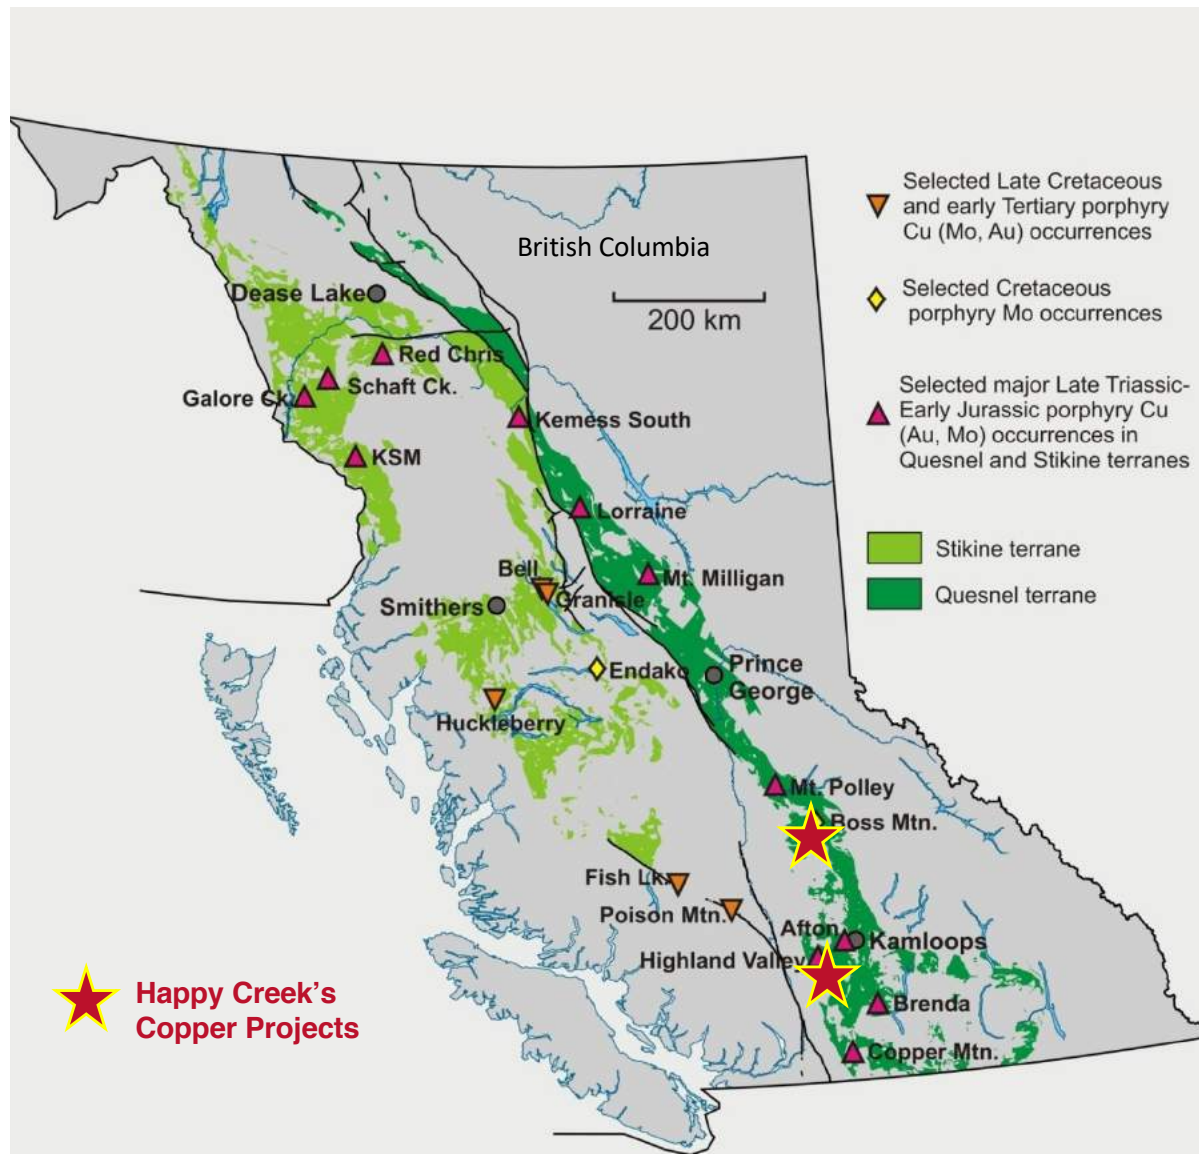 British Columbia
200 km
Selected Late Cretaceous
and early Tertiary porphyry
Cu (Mo, Au) occurrences
Selected Cretaceous
porphyry Mo occurrences
Selected major Late Triassic-
Early Jurassic porphyry Cu
(Au, Mo) occurrences in
Quesnel and Stikine terranes
Stikine terrane
Quesnel terrane
Dease Lake
Red Chris
Schaft Ck.
Galore Ck.
Kemess South
KSM
Lorraine
Bell
Mt. Milligan
Granisle
Smithers
Endako
Prince
George
Huckleberry
Mt. Polley
Boss Mtn.
Fish Lk.
Poison Mtn.
Afton
Kamloops
Highland Valley
Brenda
Copper Mtn.
Happy Creek's
Copper Projects